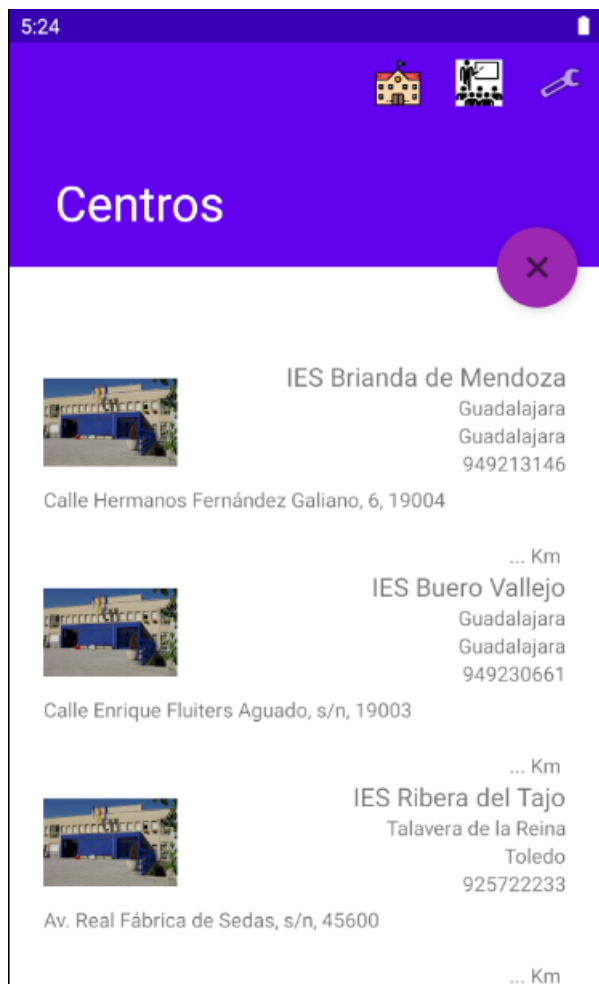 5:24
Centros
IES Brianda de Mendoza
Guadalajara
Guadalajara
949213146
Calle Hermanos Fernández Galiano, 6, 19004
... Km
IES Buero Vallejo
Guadalajara
Guadalajara
949230661
Calle Enrique Fluiters Aguado, s/n, 19003
... Km
IES Ribera del Tajo
Talavera de la Reina
Toledo
925722233
Av. Real Fábrica de Sedas, s/n, 45600
... Km